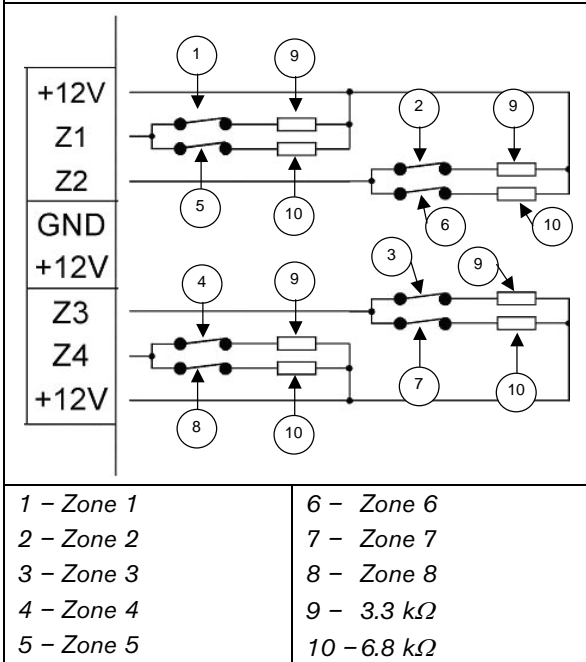 1 9
+12V
2 9
Z1
Z2
5 10 6 10
GND
+12V
3 9
4 9
Z3
Z4
7 10
+12V
8 10
1 – Zone 1
2 – Zone 2
3 – Zone 3
4 – Zone 4
5 – Zone 5
6 – Zone 6
7 – Zone 7
8 – Zone 8
9 – 3.3 kΩ
10 –6.8 kΩ